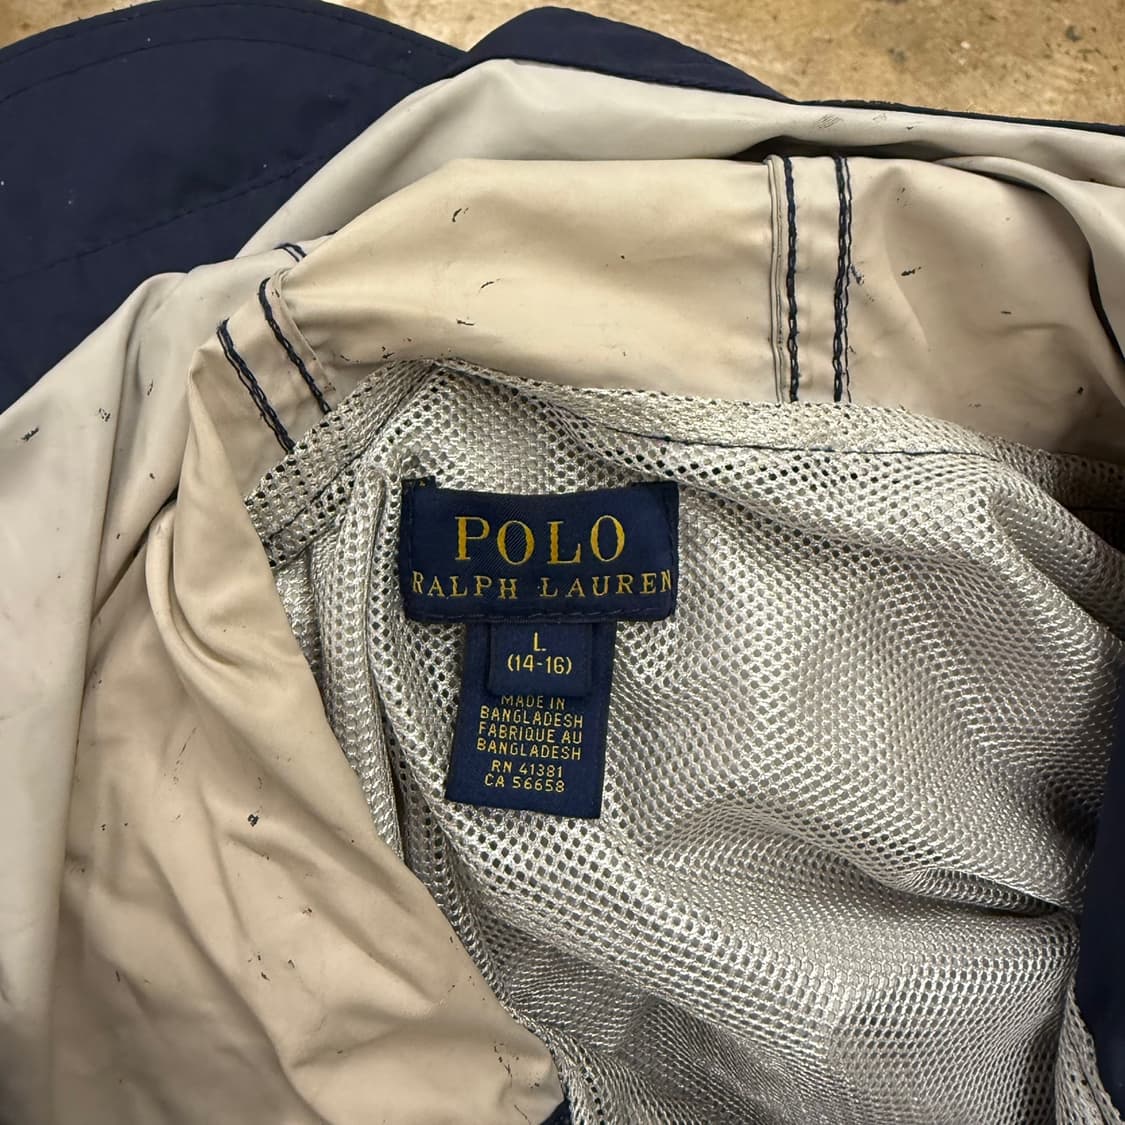 POLO
RALPH LAUREN
L
(14-16)
MADE IN
BANGLADESH
FABRIQUE AU
BANGLADESH
RN 41381
CA 56658